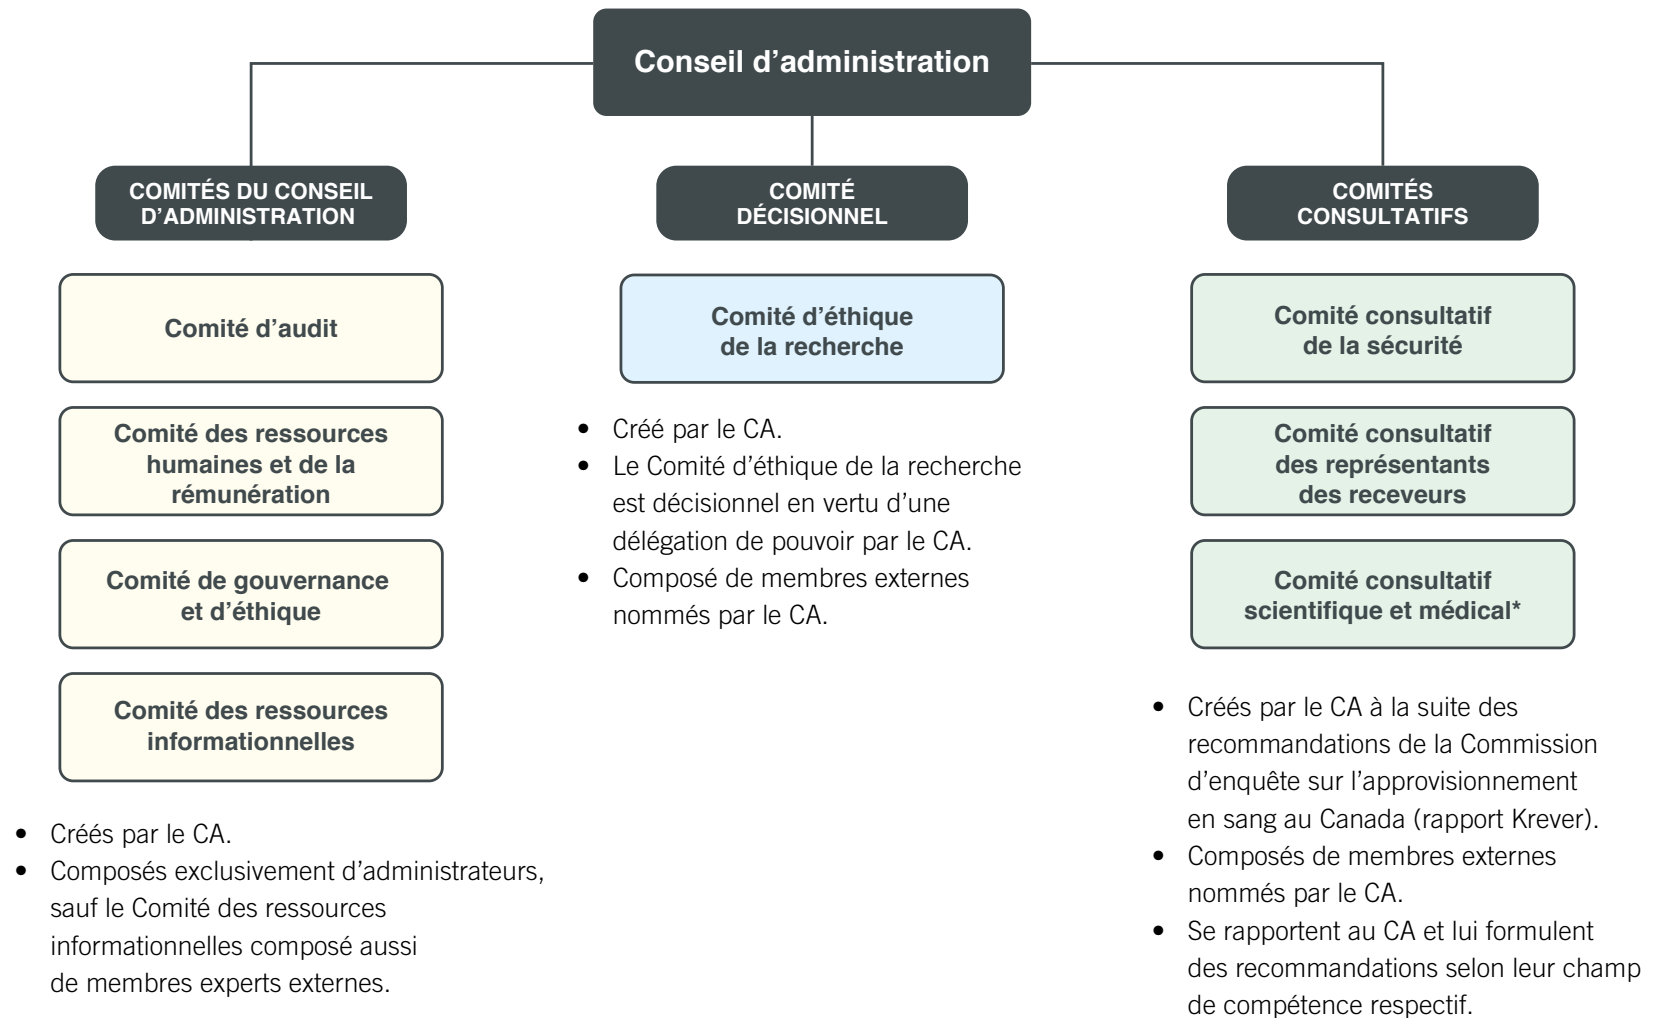 Conseil d’administration
COMITÉS DU CONSEIL
D’ADMINISTRATION
Comité d’audit
Comité des ressources
humaines et de la
rémunération
Comité de gouvernance
et d’éthique
Comité des ressources
informationnelles
• Créés par le CA.
• Composés exclusivement d’administrateurs,
sauf le Comité des ressources
informationnelles composé aussi
de membres experts externes.
COMITÉ
DÉCISIONNEL
Comité d’éthique
de la recherche
• Créé par le CA.
• Le Comité d’éthique de la recherche
est décisionnel en vertu d’une
délégation de pouvoir par le CA.
• Composé de membres externes
nommés par le CA.
COMITÉS
CONSULTATIFS
Comité consultatif
de la sécurité
Comité consultatif
des représentants
des receveurs
Comité consultatif
scientifique et médical*
• Créés par le CA à la suite des
recommandations de la Commission
d’enquête sur l’approvisionnement
en sang au Canada (rapport Krever).
• Composés de membres externes
nommés par le CA.
• Se rapportent au CA et lui formulent
des recommandations selon leur champ
de compétence respectif.